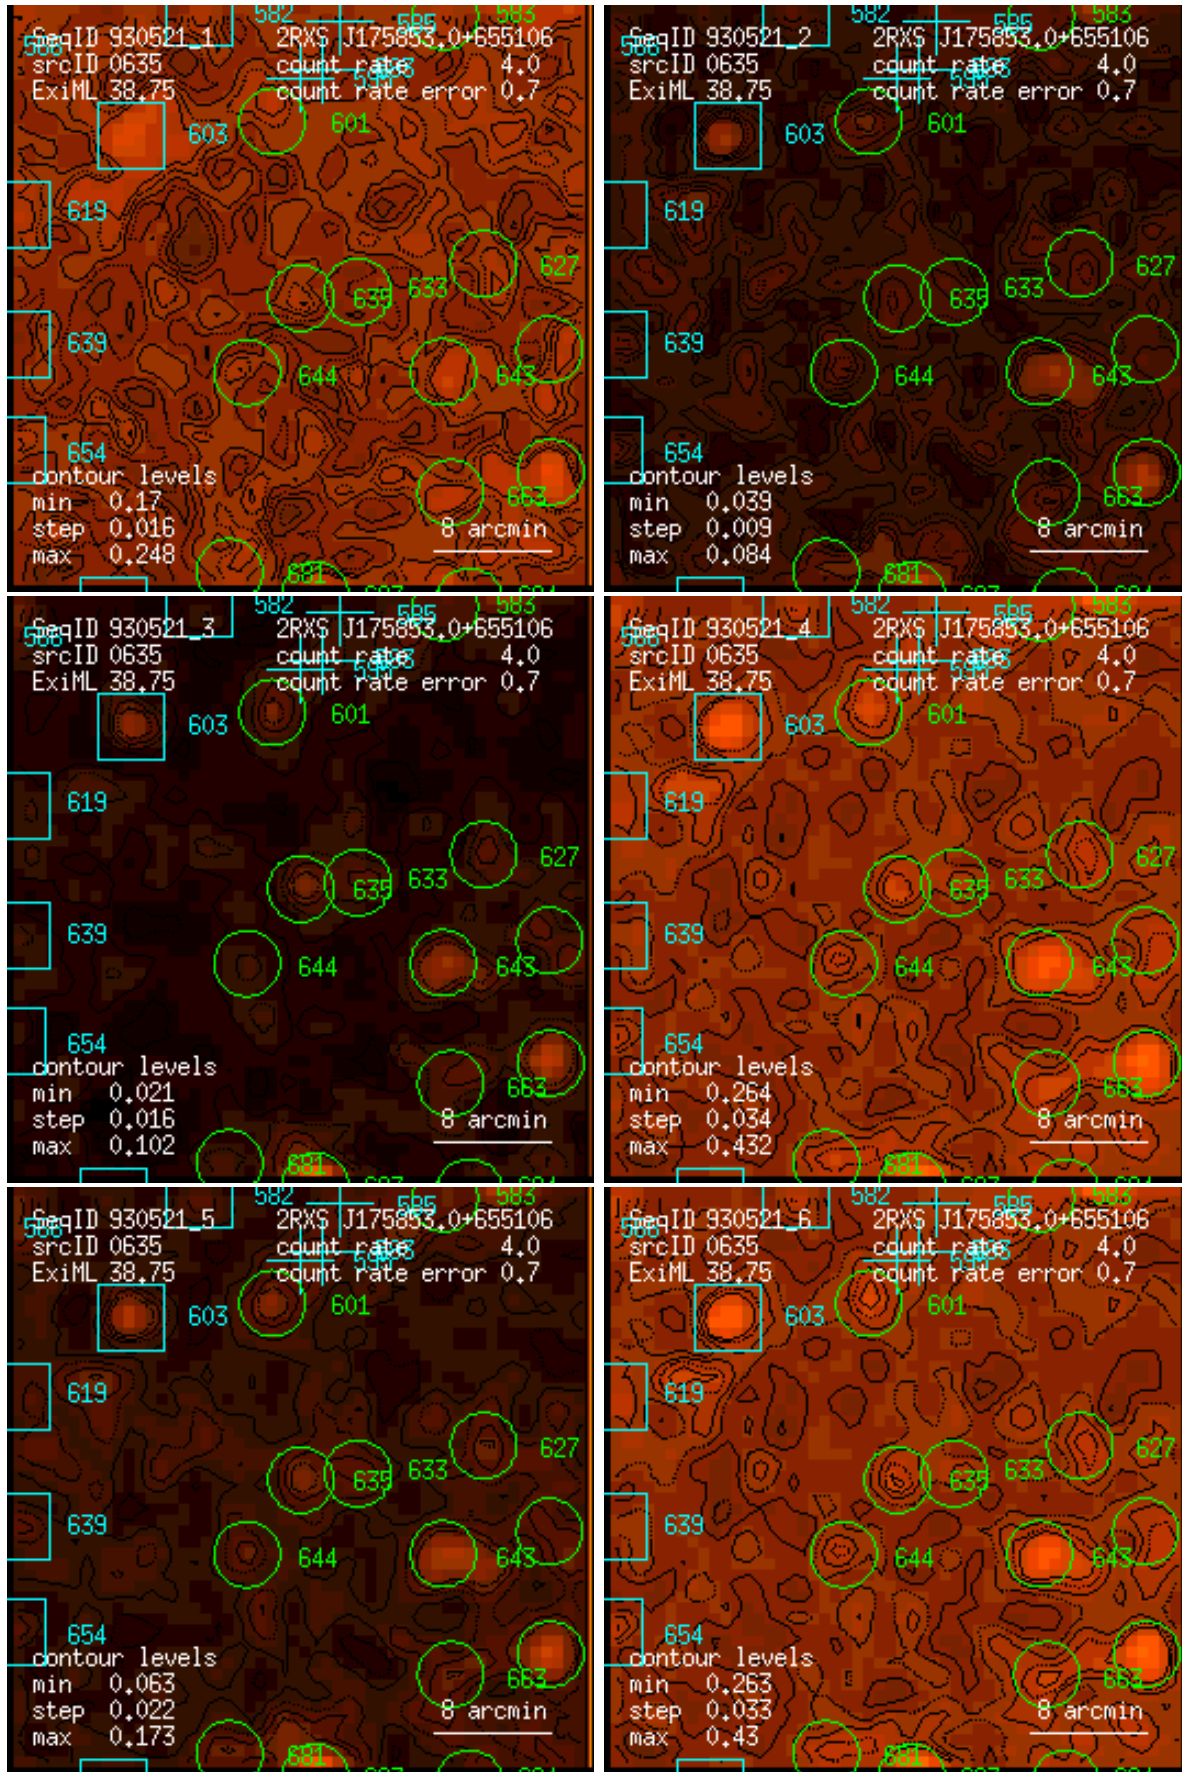 582 585 583
588
SeqID 930521_1 2RXS J175853.0+655106
srcID 0635 count rate 4.0
ExiML 38.75 count rate error 0.7
603 601
619
627
635 633
639
644 643
654
contour levels
min 0.17 663
step 0.016 8 arcmin
max 0.248
681
582 585 583
588
SeqID 930521_2 2RXS J175853.0+655106
srcID 0635 count rate 4.0
ExiML 38.75 count rate error 0.7
603 601
619
627
635 633
639
644 643
654
contour levels
min 0.039 663
step 0.009 8 arcmin
max 0.084
681
582 585 583
588
SeqID 930521_3 2RXS J175853.0+655106
srcID 0635 count rate 4.0
ExiML 38.75 count rate error 0.7
603 601
619
627
635 633
639
644 643
654
contour levels
min 0.021 663
step 0.016 8 arcmin
max 0.102
681
582 585 583
588
SeqID 930521_4 2RXS J175853.0+655106
srcID 0635 count rate 4.0
ExiML 38.75 count rate error 0.7
603 601
619
627
635 633
639
644 643
654
contour levels
min 0.264 663
step 0.034 8 arcmin
max 0.432
681
582 585 583
588
SeqID 930521_5 2RXS J175853.0+655106
srcID 0635 count rate 4.0
ExiML 38.75 count rate error 0.7
603 601
619
627
635 633
639
644 643
654
contour levels
min 0.063 663
step 0.022 8 arcmin
max 0.173
681
582 585 583
588
SeqID 930521_6 2RXS J175853.0+655106
srcID 0635 count rate 4.0
ExiML 38.75 count rate error 0.7
603 601
619
627
635 633
639
644 643
654
contour levels
min 0.263 663
step 0.033 8 arcmin
max 0.43
681